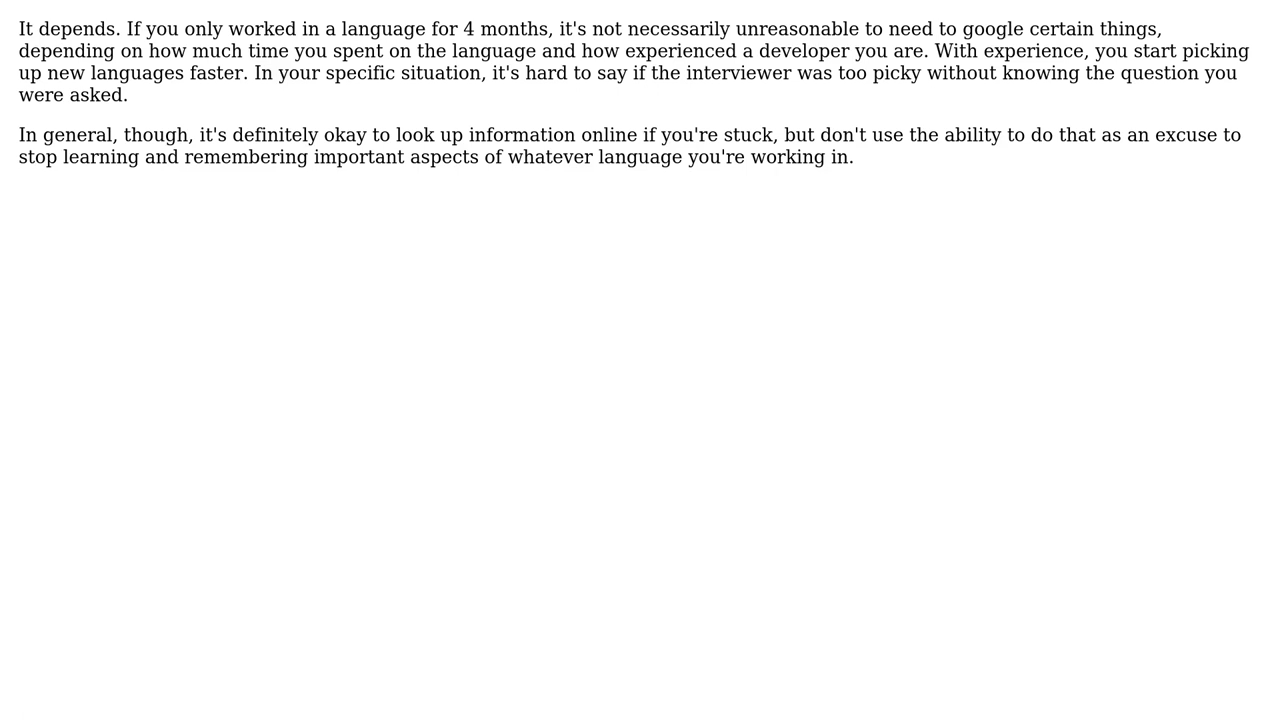 It depends. If you only worked in a language for 4 months, it's not necessarily unreasonable to need to google certain things,
depending on how much time you spent on the language and how experienced a developer you are. With experience, you start picking
up new languages faster. In your specific situation, it's hard to say if the interviewer was too picky without knowing the question you
were asked.
In general, though, it's definitely okay to look up information online if you're stuck, but don't use the ability to do that as an excuse to
stop learning and remembering important aspects of whatever language you're working in.